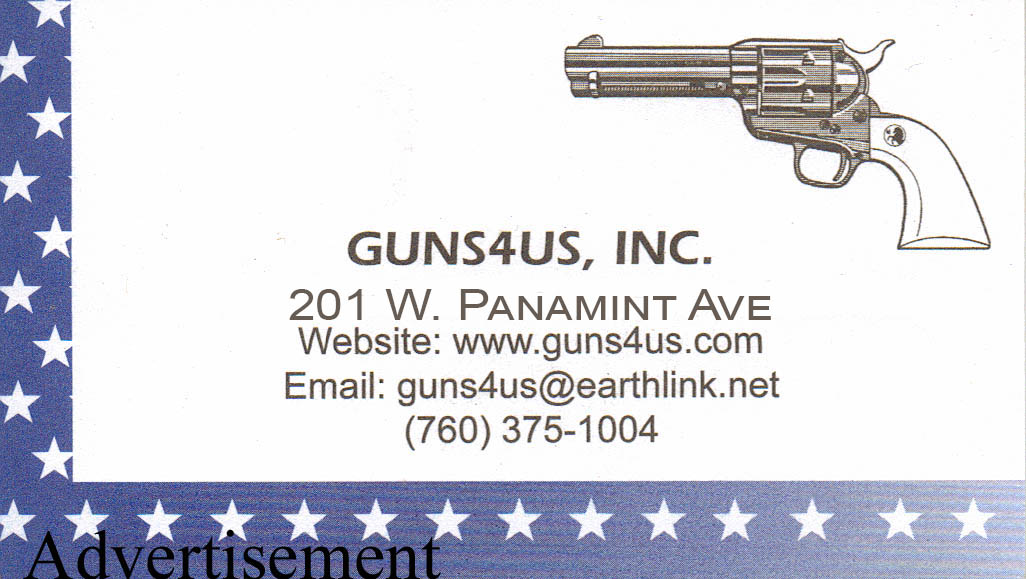 GUNS4US, INC.
201 W. PANAMINT AVE
Website: www.guns4us.com
Email: guns4us@earthlink.net
(760) 375-1004
Advertisement